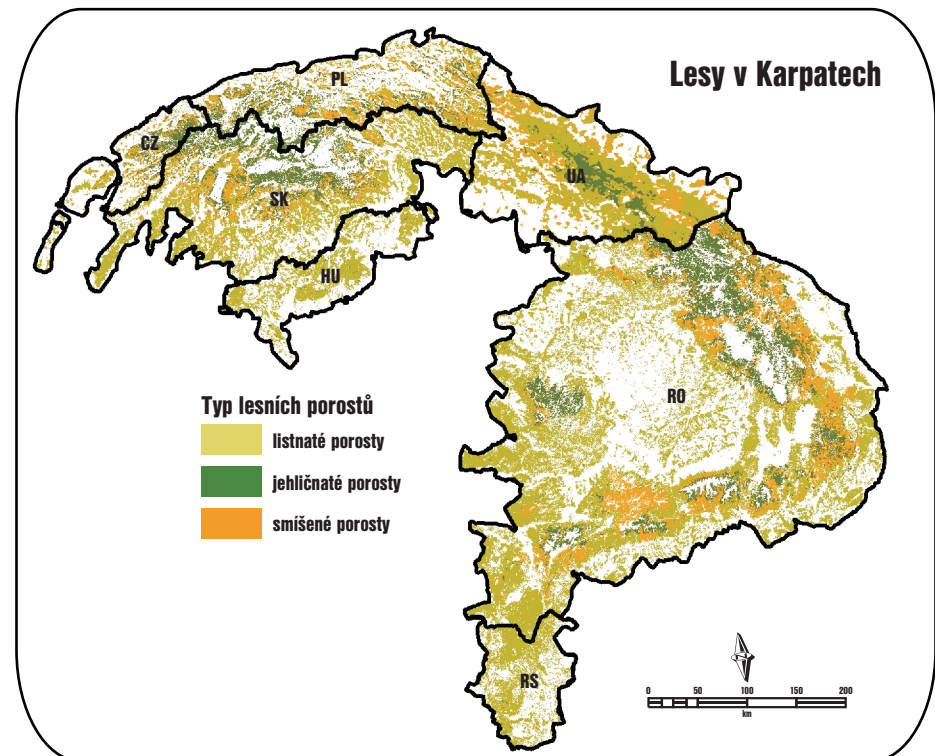 Lesy v Karpatech
PL
CZ
UA
SK
HU
RO
Typ lesních porostů
listnaté porosty
jehličnaté porosty
smíšené porosty
RS
0 50 100 150 200
km